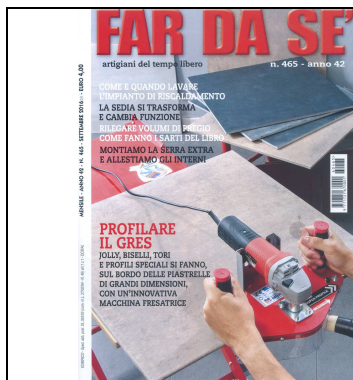 FAR DA SE'
artigiani del tempo libero
n. 465 - anno 42
COME E QUANDO LAVARE
L'IMPIANTO DI RISCALDAMENTO
LA SEDIA SI TRASFORMA
E CAMBIA FUNZIONE
RILEGARE VOLUMI DI PREGIO
COME FANNO I SARTI DEL LIBRO
MONTIAMO LA SERRA EXTRA
E ALLESTIAMO GLI INTERNI
PROFILARE
IL GRES
JOLLY, BISELLI, TORI
E PROFILI SPECIALI SI FANNO,
SUL BORDO DELLE PIASTRELLE
DI GRANDI DIMENSIONI,
CON UN'INNOVATIVA
MACCHINA FRESATRICE
MENSILE - ANNO 42 - N. 465 - SETTEMBRE 2016 - EURO 4,00